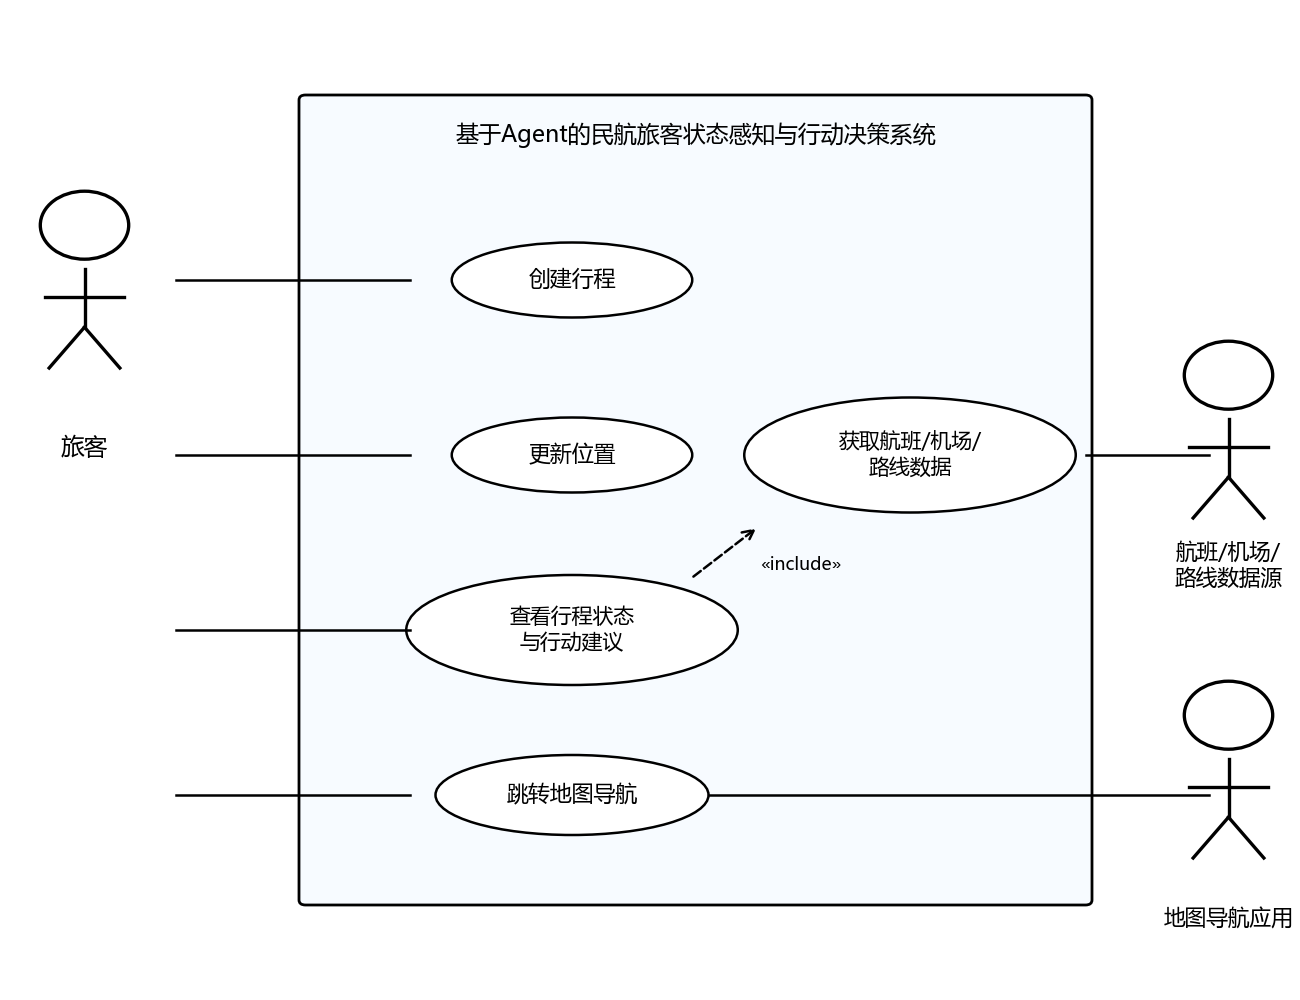 基于Agent的民航旅客状态感知与行动决策系统
创建行程
旅客
更新位置
获取航班/机场/
路线数据
«include»
航班/机场/
路线数据源
查看行程状态
与行动建议
跳转地图导航
地图导航应用